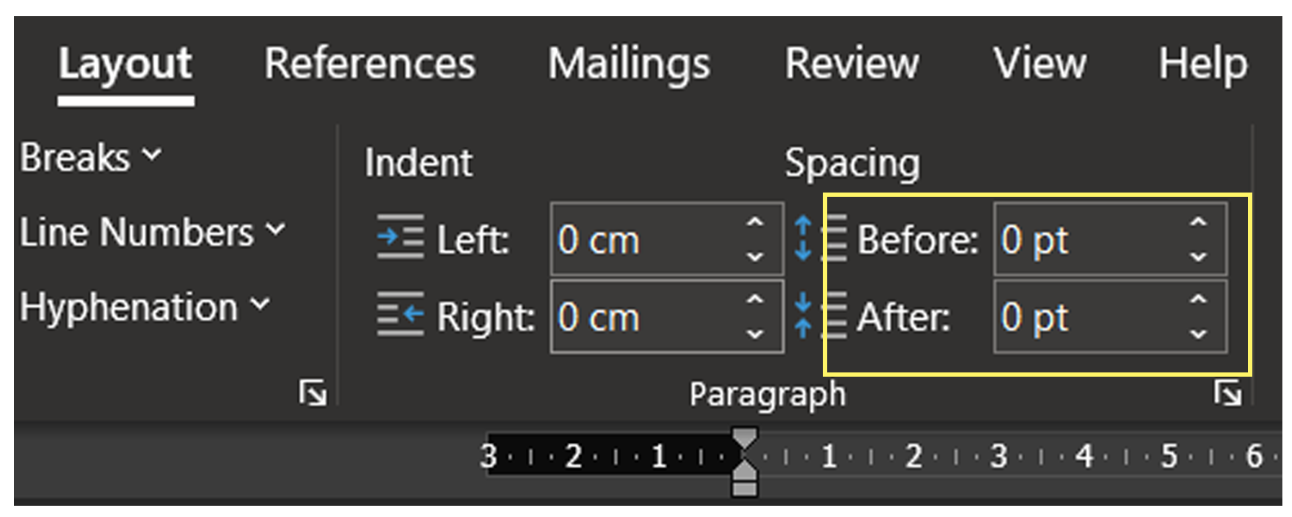 Layout References Mailings Review View Help
Breaks Indent Spacing
Line Numbers Left: 0 cm Before: 0 pt
Hyphenation Right: 0 cm After: 0 pt
Paragraph
3 2 1 1 2 3 4 5 6